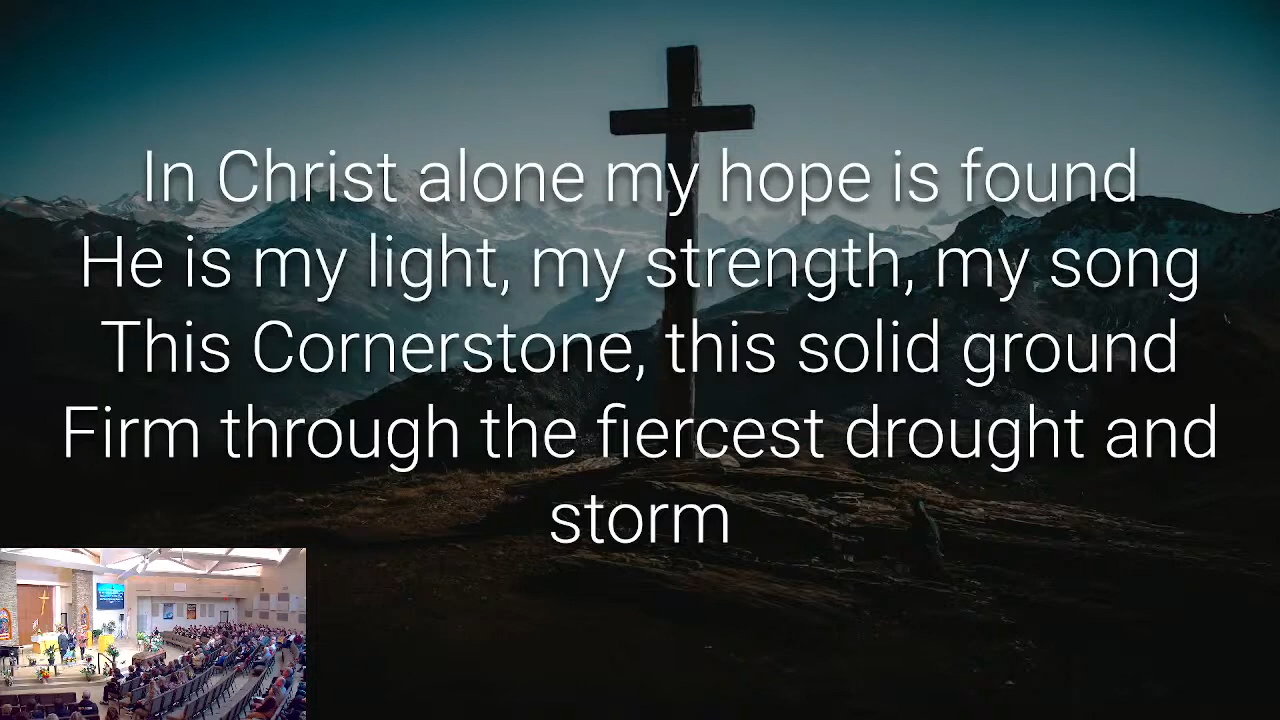 In Christ alone my hope is found
He is my light, my strength, my song
This Cornerstone, this solid ground
Firm through the fiercest drought and
storm